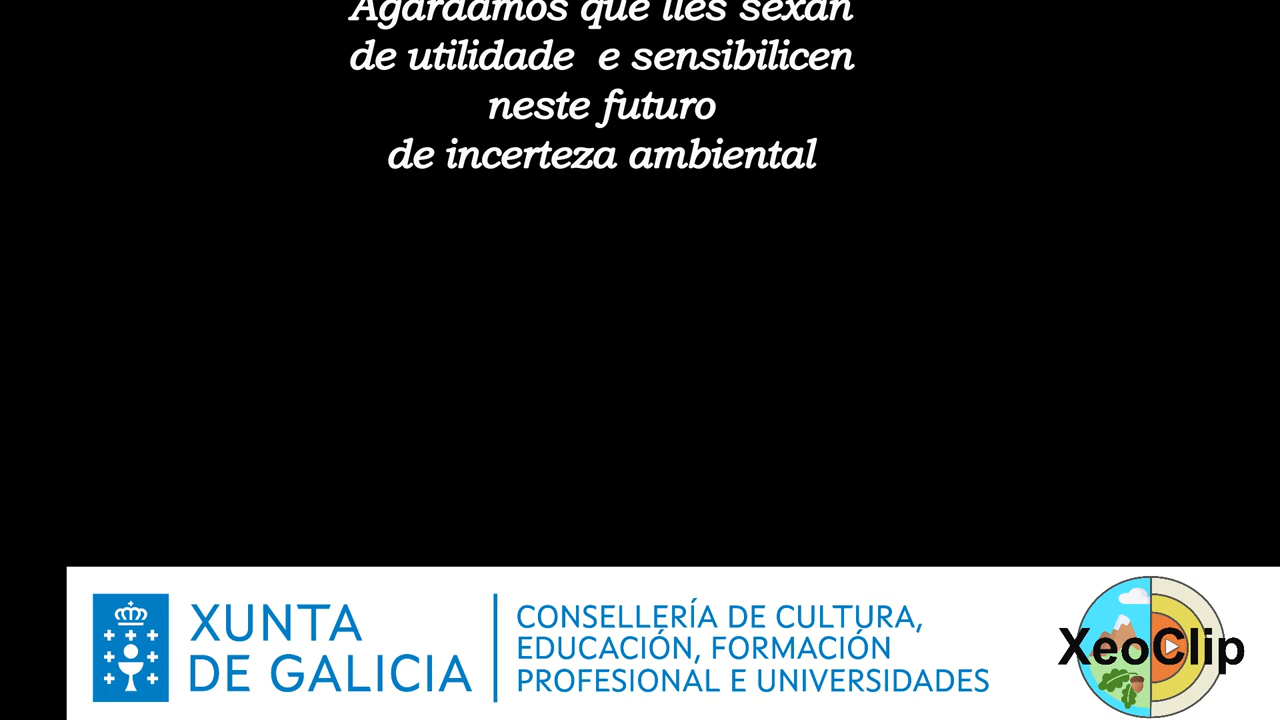 Agardamos que lles sexan
de utilidade e sensibilicen
neste futuro
de incerteza ambiental
XUNTA
DE GALICIA
CONSELLERÍA DE CULTURA,
EDUCACIÓN, FORMACIÓN
PROFESIONAL E UNIVERSIDADES
XeoClip